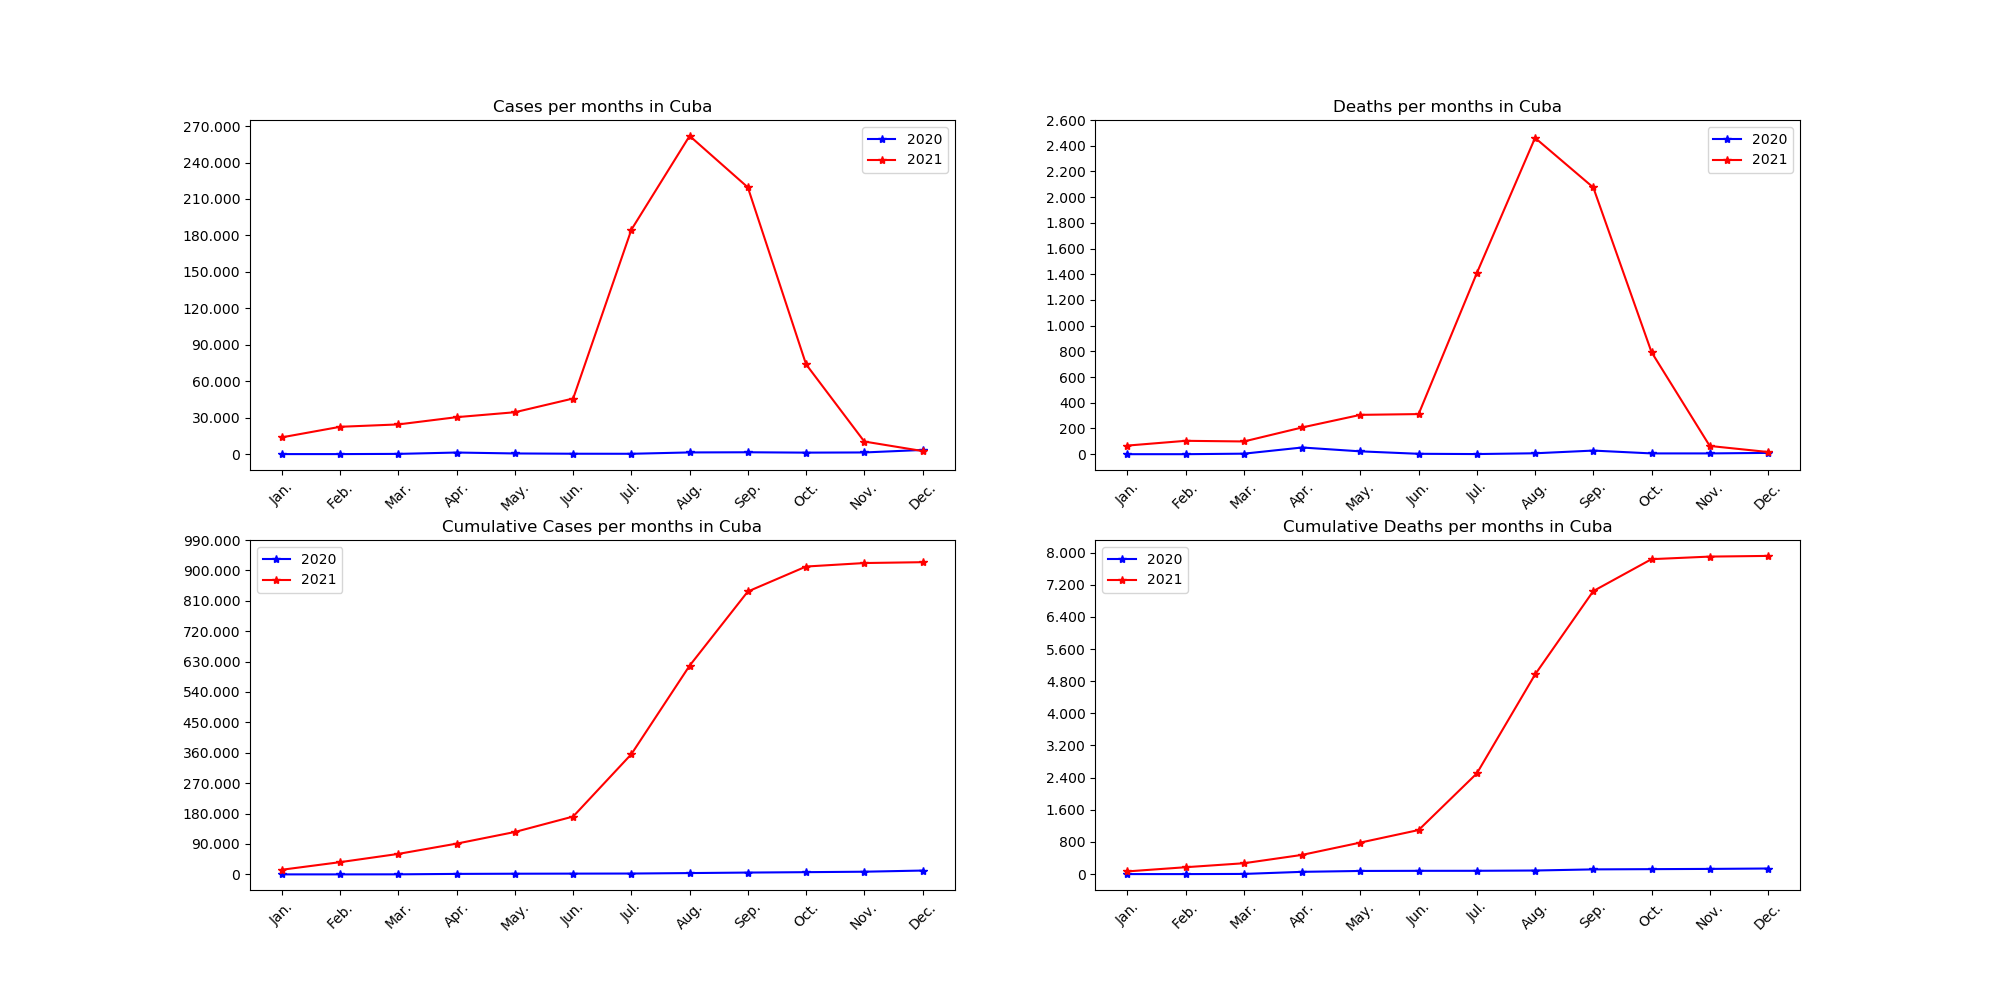 Cases per months in Cuba
270.000
240.000
210.000
180.000
150.000
120.000
90.000
60.000
30.000
0
2020
2021
Jan.
Feb.
Mar.
Apr.
May.
Jun.
Jul.
Aug.
Sep.
Oct.
Nov.
Dec.
Deaths per months in Cuba
2.600
2.400
2.200
2.000
1.800
1.600
1.400
1.200
1.000
800
600
400
200
0
2020
2021
Jan.
Feb.
Mar.
Apr.
May.
Jun.
Jul.
Aug.
Sep.
Oct.
Nov.
Dec.
Cumulative Cases per months in Cuba
990.000
900.000
810.000
720.000
630.000
540.000
450.000
360.000
270.000
180.000
90.000
0
2020
2021
Jan.
Feb.
Mar.
Apr.
May.
Jun.
Jul.
Aug.
Sep.
Oct.
Nov.
Dec.
Cumulative Deaths per months in Cuba
8.000
7.200
6.400
5.600
4.800
4.000
3.200
2.400
1.600
800
0
2020
2021
Jan.
Feb.
Mar.
Apr.
May.
Jun.
Jul.
Aug.
Sep.
Oct.
Nov.
Dec.